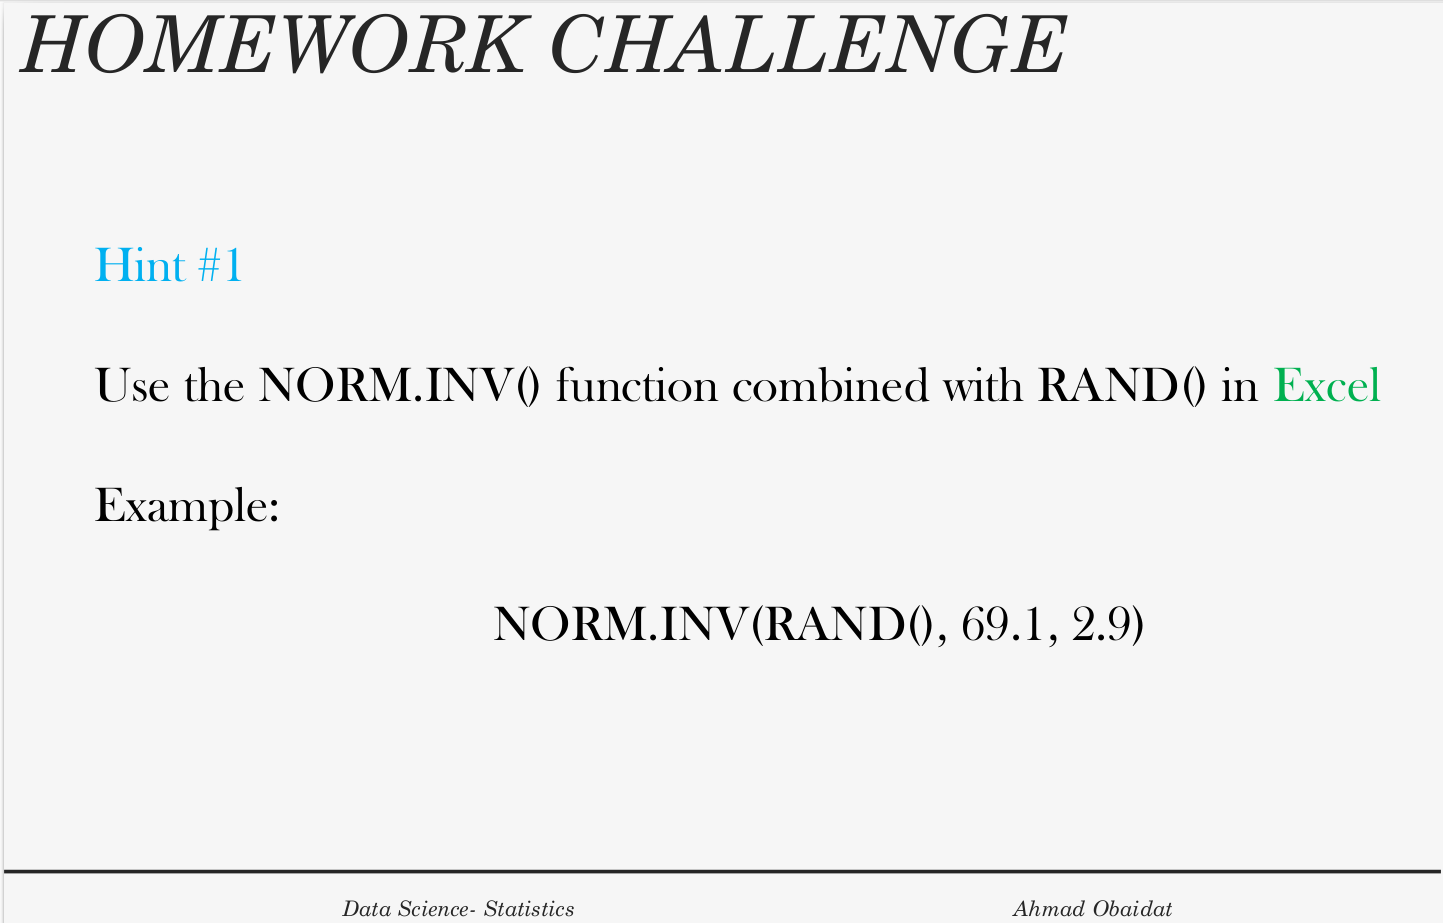 HOMEWORK CHALLENGE
Hint #1
Use the NORM.INV() function combined with RAND() in Excel
Example:
NORM.INV(RAND(), 69.1, 2.9)
Data Science- Statistics
Ahmad Obaidat